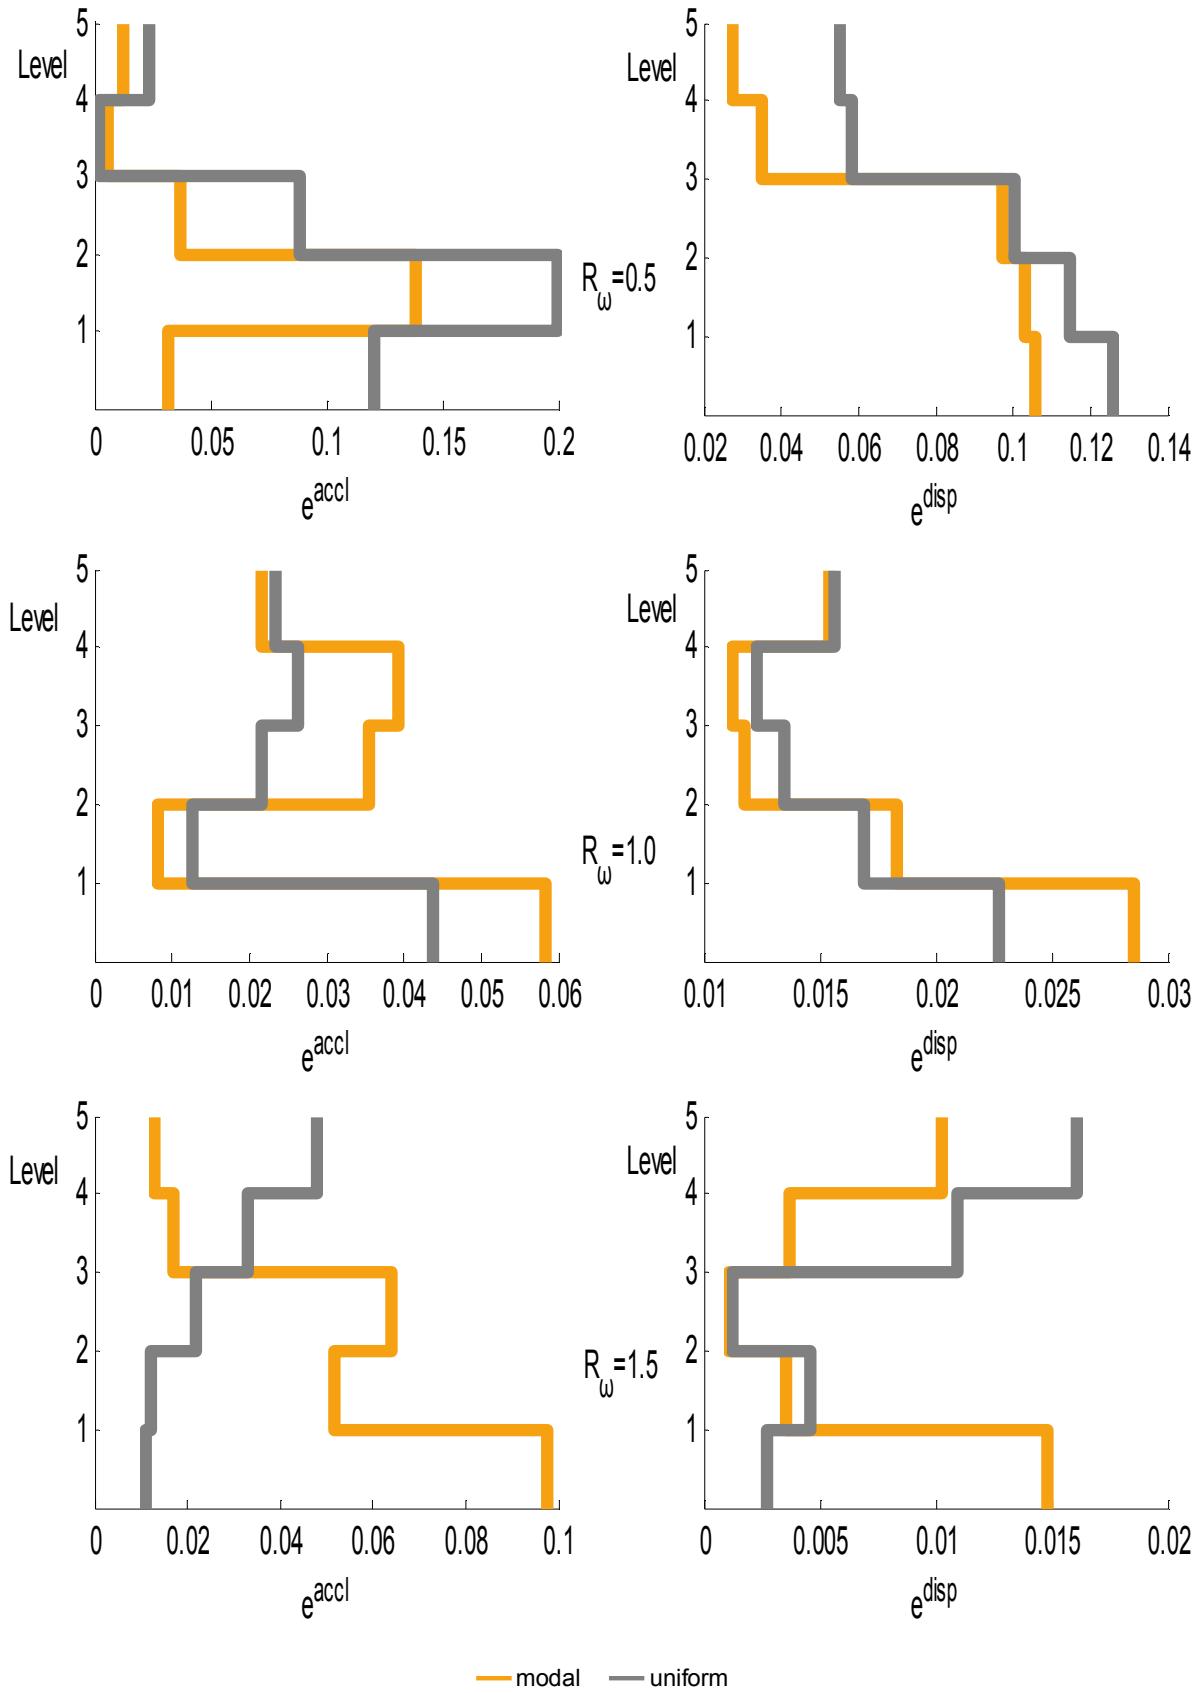 5
Level
4
3
2
1
0 0.05 0.1 0.15 0.2
e^accl
R_ω=0.5
5
Level
4
3
2
1
0.02 0.04 0.06 0.08 0.1 0.12 0.14
e^disp
5
Level
4
3
2
1
0 0.01 0.02 0.03 0.04 0.05 0.06
e^accl
R_ω=1.0
5
Level
4
3
2
1
0.01 0.015 0.02 0.025 0.03
e^disp
5
Level
4
3
2
1
0 0.02 0.04 0.06 0.08 0.1
e^accl
R_ω=1.5
5
Level
4
3
2
1
0 0.005 0.01 0.015 0.02
e^disp
modal uniform